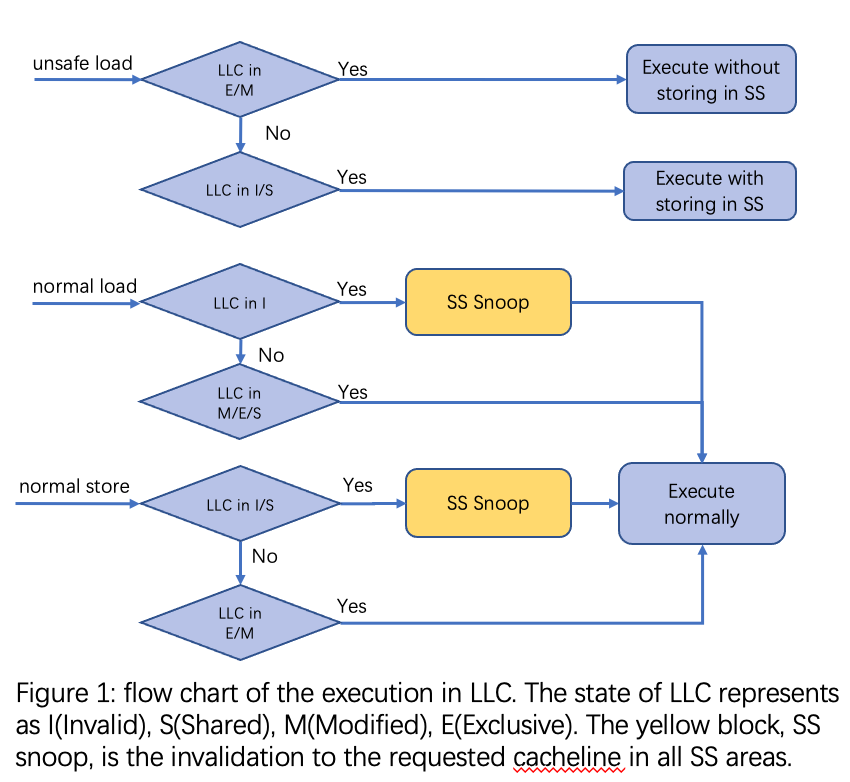 unsafe load
LLC in
E/M
Yes
Execute without
storing in SS
No
LLC in I/S
Yes
Execute with
storing in SS
normal load
LLC in I
Yes
SS Snoop
No
LLC in
M/E/S
Yes
normal store
LLC in I/S
Yes
SS Snoop
Execute
normally
No
LLC in
E/M
Yes
Figure 1: flow chart of the execution in LLC. The state of LLC represents
as I(Invalid), S(Shared), M(Modified), E(Exclusive). The yellow block, SS
snoop, is the invalidation to the requested cacheline in all SS areas.